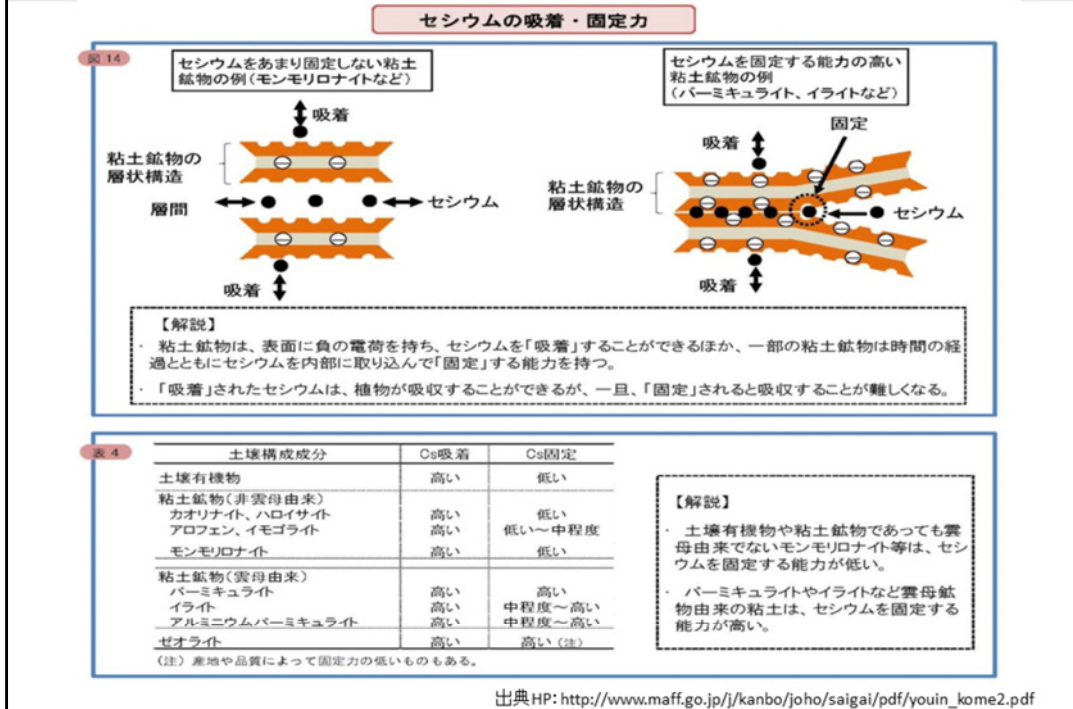 セシウムの吸着・固定力
図 14
セシウムをあまり固定しない粘土
鉱物の例(モンモリロナイトなど)
吸着
粘土鉱物の
層状構造
層間
セシウム
吸着
セシウムを固定する能力の高い
粘土鉱物の例
(バーミキュライト、イライトなど)
固定
吸着
粘土鉱物の
層状構造
セシウム
吸着
【解説】
・ 粘土鉱物は、表面に負の電荷を持ち、セシウムを「吸着」することができるほか、一部の粘土鉱物は時間の経
過とともにセシウムを内部に取り込んで「固定」する能力を持つ。
・ 「吸着」されたセシウムは、植物が吸収することができるが、一旦、「固定」されると吸収することが難しくなる。
表 4
土壌構成成分 Cs吸着 Cs固定
土壌有機物 高い 低い
粘土鉱物(非雲母由来)
カオリナイト、ハロイサイト 高い 低い
アロフェン、イモゴライト 高い 低い～中程度
モンモリロナイト 高い 低い
粘土鉱物(雲母由来)
バーミキュライト 高い 高い
イライト 高い 中程度～高い
アルミニウムバーミキュライト 高い 中程度～高い
ゼオライト 高い 高い (注)
(注) 産地や品質によって固定力の低いものもある。
【解説】
・ 土壌有機物や粘土鉱物であっても雲
母由来でないモンモリロナイト等は、セシ
ウムを固定する能力が低い。
・ バーミキュライトやイライトなど雲母鉱
物由来の粘土は、セシウムを固定する
能力が高い。
出典HP: http://www.maff.go.jp/j/kanbo/joho/saigai/pdf/youin_kome2.pdf